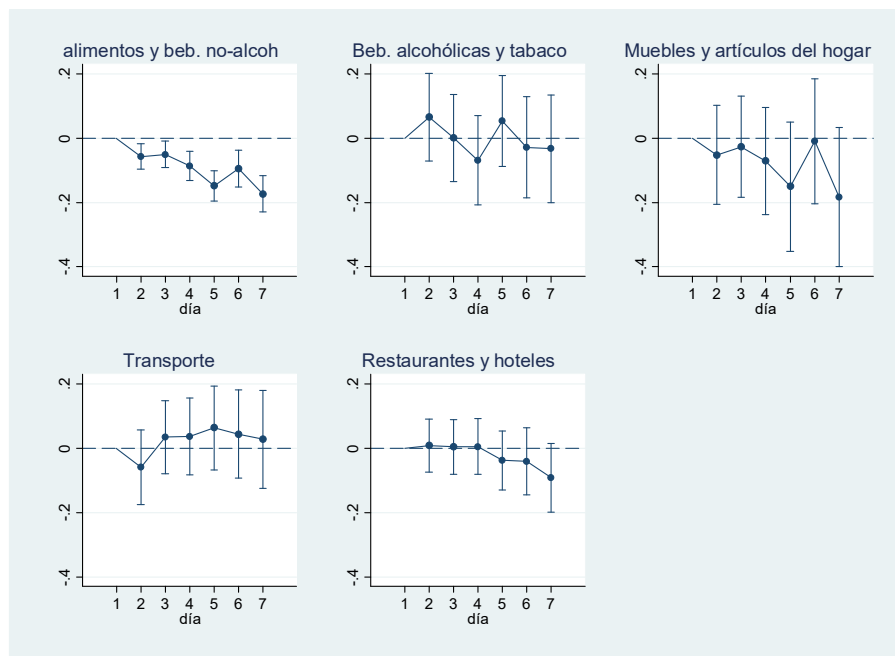 alimentos y beb. no-alcoh
.2
0
-.2
-.4
1 2 3 4 5 6 7
día
Beb. alcohólicas y tabaco
.2
0
-.2
-.4
1 2 3 4 5 6 7
día
Muebles y artículos del hogar
.2
0
-.2
-.4
1 2 3 4 5 6 7
día
Transporte
.2
0
-.2
-.4
1 2 3 4 5 6 7
día
Restaurantes y hoteles
.2
0
-.2
-.4
1 2 3 4 5 6 7
día